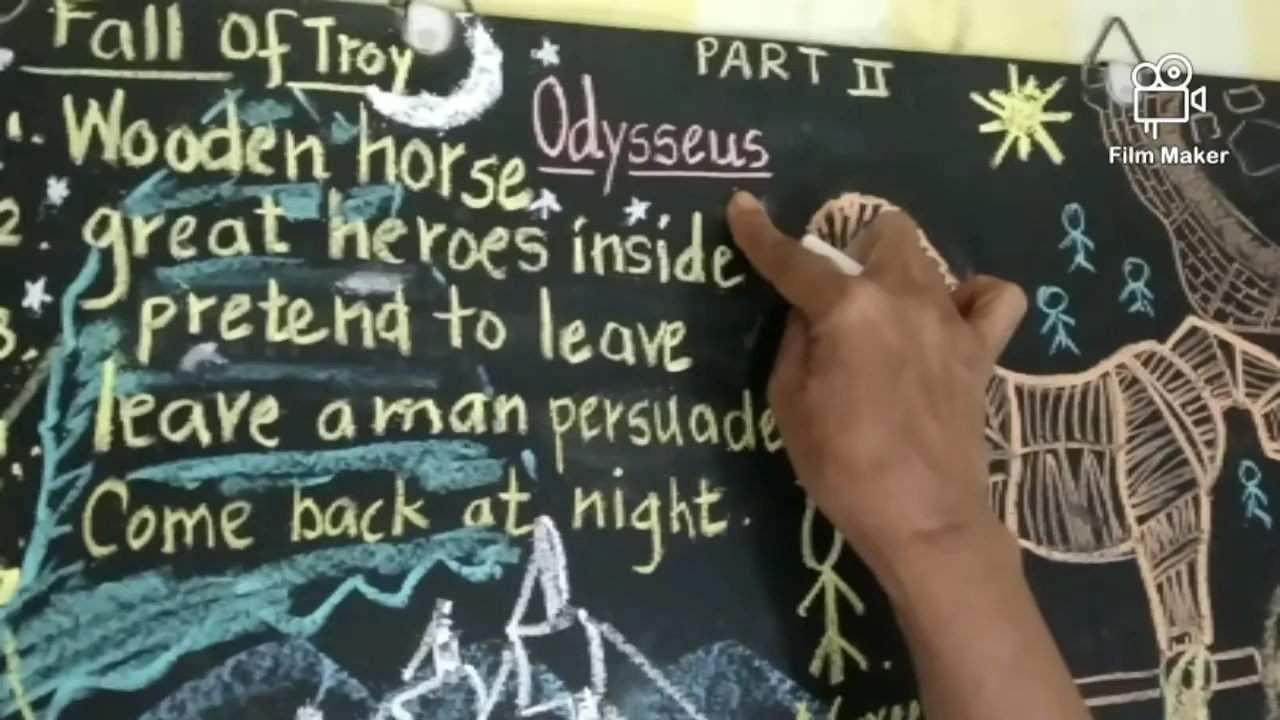 Fall Of Troy
PART II
Odysseus
Film Maker
1. Wooden horse
2. great heroes inside
3. pretend to leave
leave a man persuade
Come back at night.